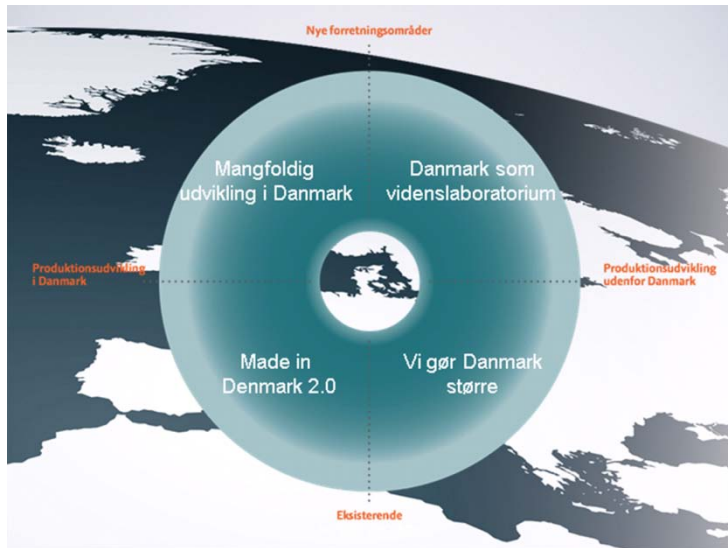 Nye forretningsområder
Mangfoldig
udvikling i Danmark
Danmark som
videnslaboratorium
Produktionsudvikling
i Danmark
Produktionsudvikling
udenfor Danmark
Made in
Denmark 2.0
Vi gør Danmark
større
Eksisterende